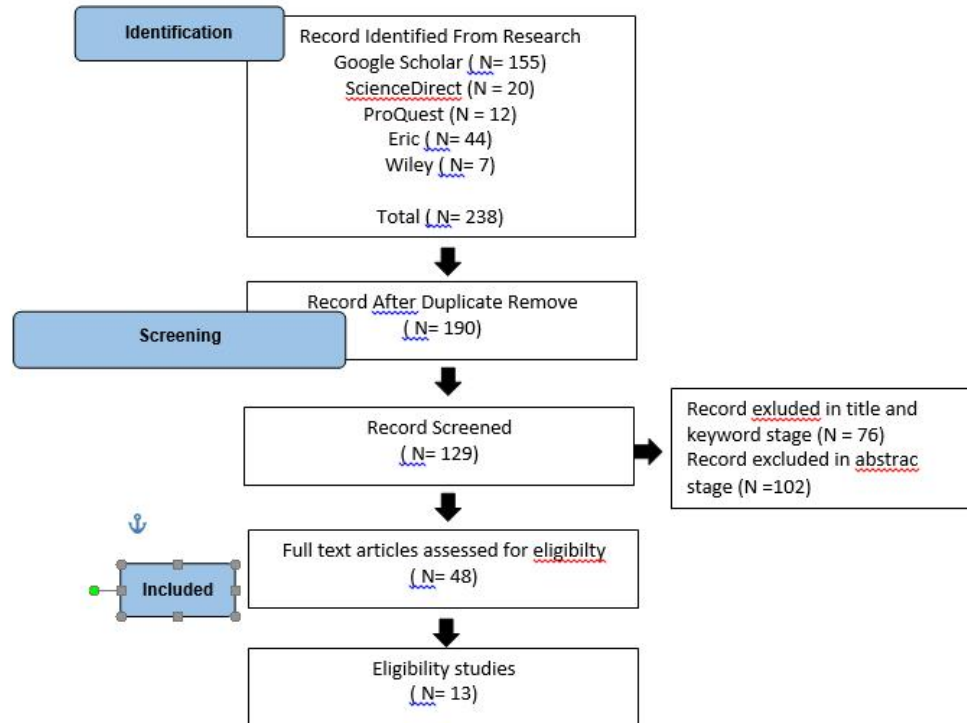 Identification
Record Identified From Research
Google Scholar ( N= 155)
ScienceDirect (N = 20)
ProQuest (N = 12)
Eric ( N= 44)
Wiley ( N= 7)
Total ( N= 238)
Record After Duplicate Remove
( N= 190)
Screening
Record Screened
( N= 129)
Record exluded in title and
keyword stage (N = 76)
Record excluded in abstrac
stage (N =102)
Full text articles assessed for eligibilty
( N= 48)
Included
Eligibility studies
( N= 13)